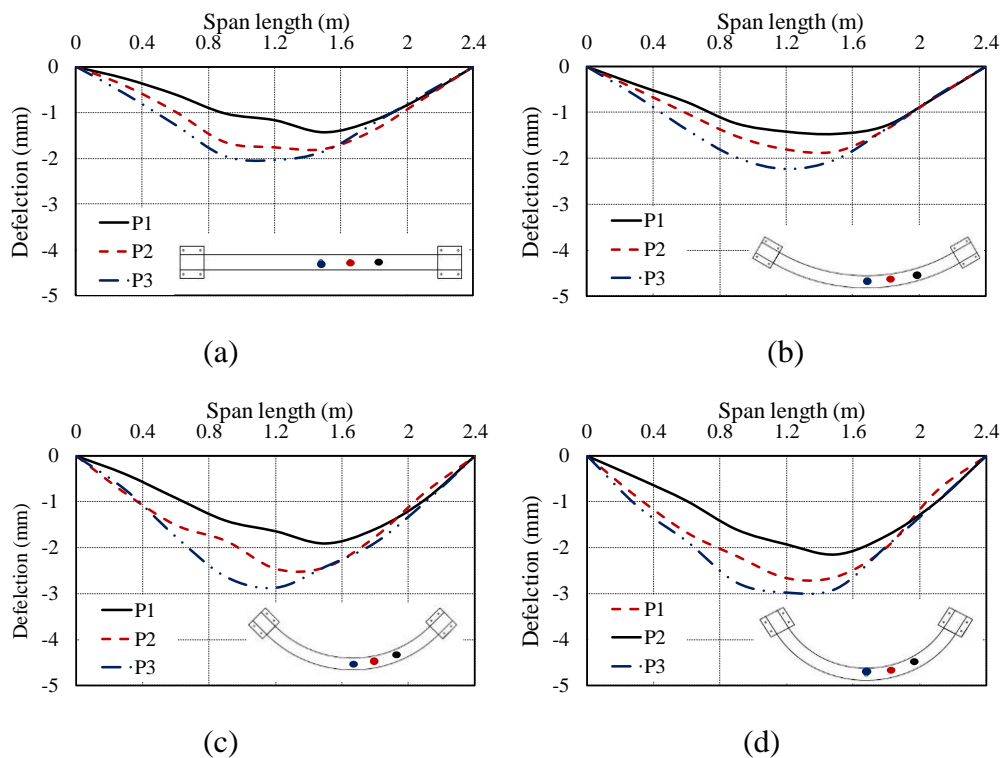 Span length (m)
0 0.4 0.8 1.2 1.6 2 2.4
0
-1
-2
-3
-4
-5
Defelction (mm)
P1
P2
P3
(a)
Span length (m)
0 0.4 0.8 1.2 1.6 2 2.4
0
-1
-2
-3
-4
-5
Defelction (mm)
P1
P2
P3
(b)
Span length (m)
0 0.4 0.8 1.2 1.6 2 2.4
0
-1
-2
-3
-4
-5
Defelction (mm)
P1
P2
P3
(c)
Span length (m)
0 0.4 0.8 1.2 1.6 2 2.4
0
-1
-2
-3
-4
-5
Defelction (mm)
P1
P2
P3
(d)